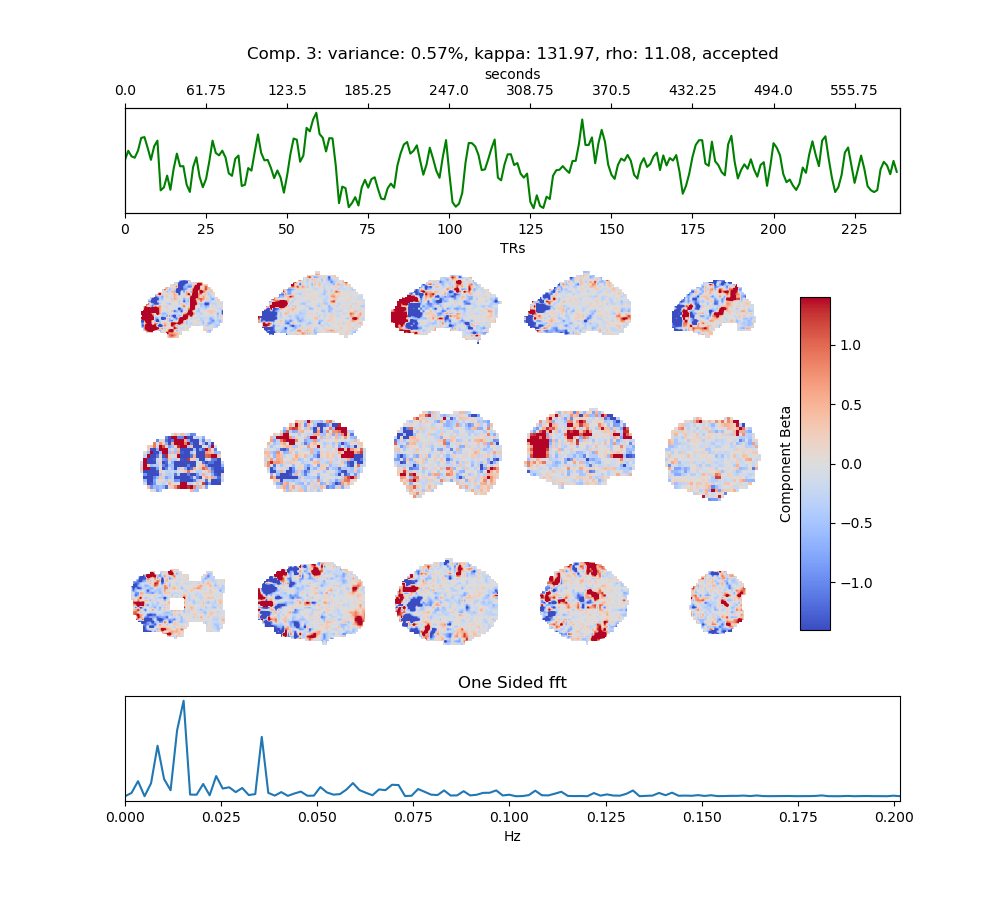 Comp. 3: variance: 0.57%, kappa: 131.97, rho: 11.08, accepted
seconds
0.0 61.75 123.5 185.25 247.0 308.75 370.5 432.25 494.0 555.75
0 25 50 75 100 125 150 175 200 225
TRs
1.0
0.5
0.0
−0.5
−1.0
Component Beta
One Sided fft
0.000 0.025 0.050 0.075 0.100 0.125 0.150 0.175 0.200
Hz